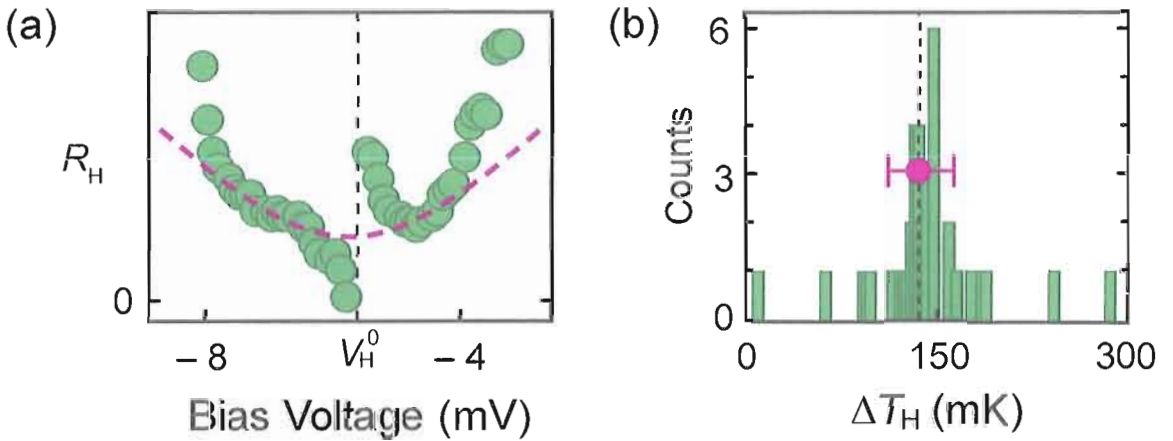 (a)
R_H
0
– 8
V_H^0
– 4
Bias Voltage (mV)
(b)
Counts
6
3
0
0
150
300
ΔT_H (mK)